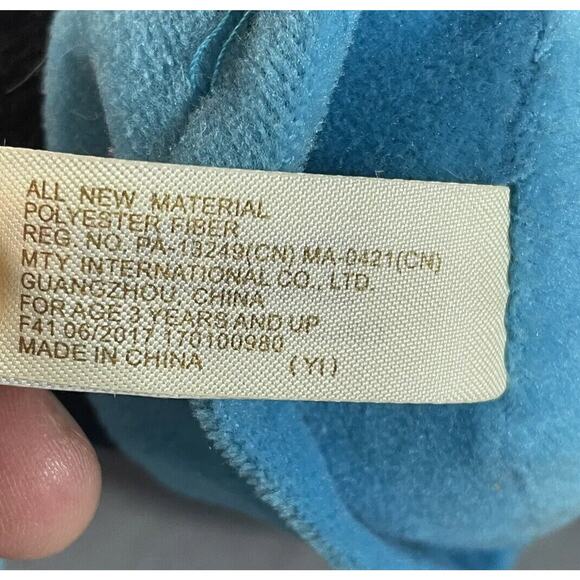 ALL NEW MATERIAL
POLYESTER FIBER
REG. NO. PA-13249(CN) MA-0421(CN)
MTY INTERNATIONAL CO., LTD.
GUANGZHOU, CHINA
FOR AGE 3 YEARS AND UP
F41 06/2017 170100980
MADE IN CHINA (YI)